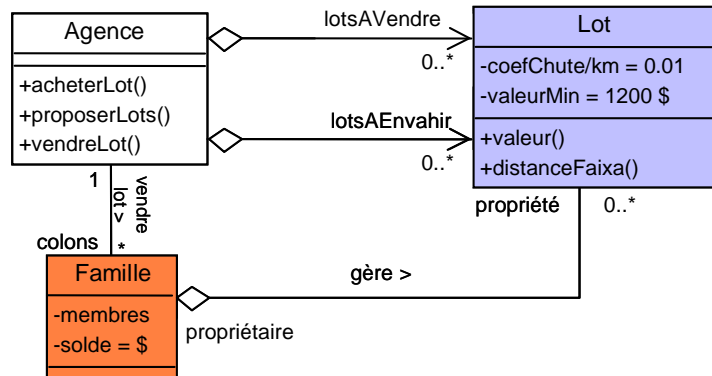 Agence
+acheterLot()
+proposerLots()
+vendreLot()
lotsAVendre
0..*
lotsAEnvahir
0..*
Lot
-coefChute/km = 0.01
-valeurMin = 1200 $
+valeur()
+distanceFaixa()
propriété
0..*
1
vendre
lot >
colons
*
Famille
-membres
-solde = $
gère >
propriétaire